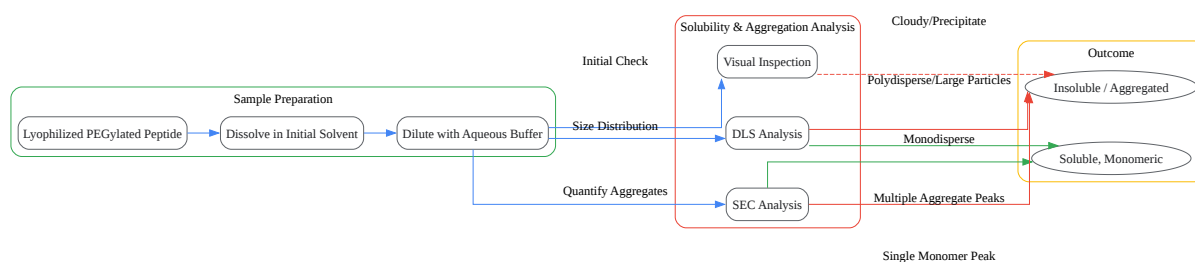 Cloudy/Precipitate
Solubility & Aggregation Analysis
Outcome
Initial Check
Visual Inspection
Polydisperse/Large Particles
Insoluble / Aggregated
Sample Preparation
Lyophilized PEGylated Peptide
Dissolve in Initial Solvent
Dilute with Aqueous Buffer
Size Distribution
DLS Analysis
Monodisperse
Soluble, Monomeric
Quantify Aggregates
SEC Analysis
Multiple Aggregate Peaks
Single Monomer Peak